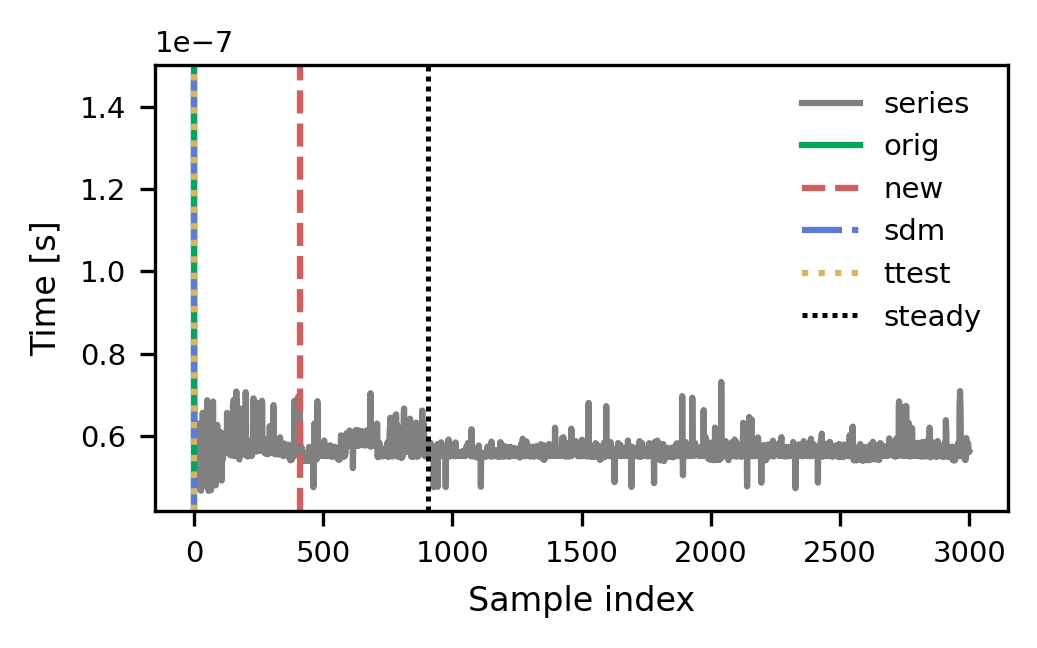 1e−7
1.4
1.2
1.0
0.8
0.6
Time [s]
series
orig
new
sdm
ttest
steady
0 500 1000 1500 2000 2500 3000
Sample index